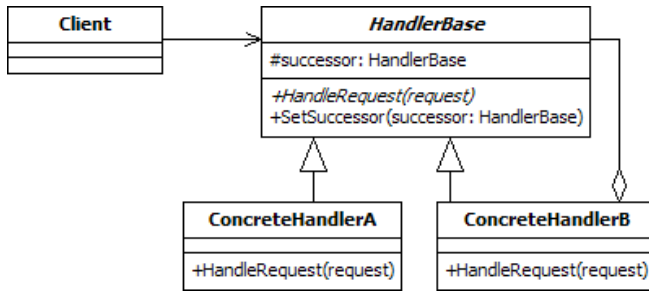 Client
HandlerBase
#successor: HandlerBase
+HandleRequest(request)
+SetSuccessor(successor: HandlerBase)
ConcreteHandlerA
+HandleRequest(request)
ConcreteHandlerB
+HandleRequest(request)